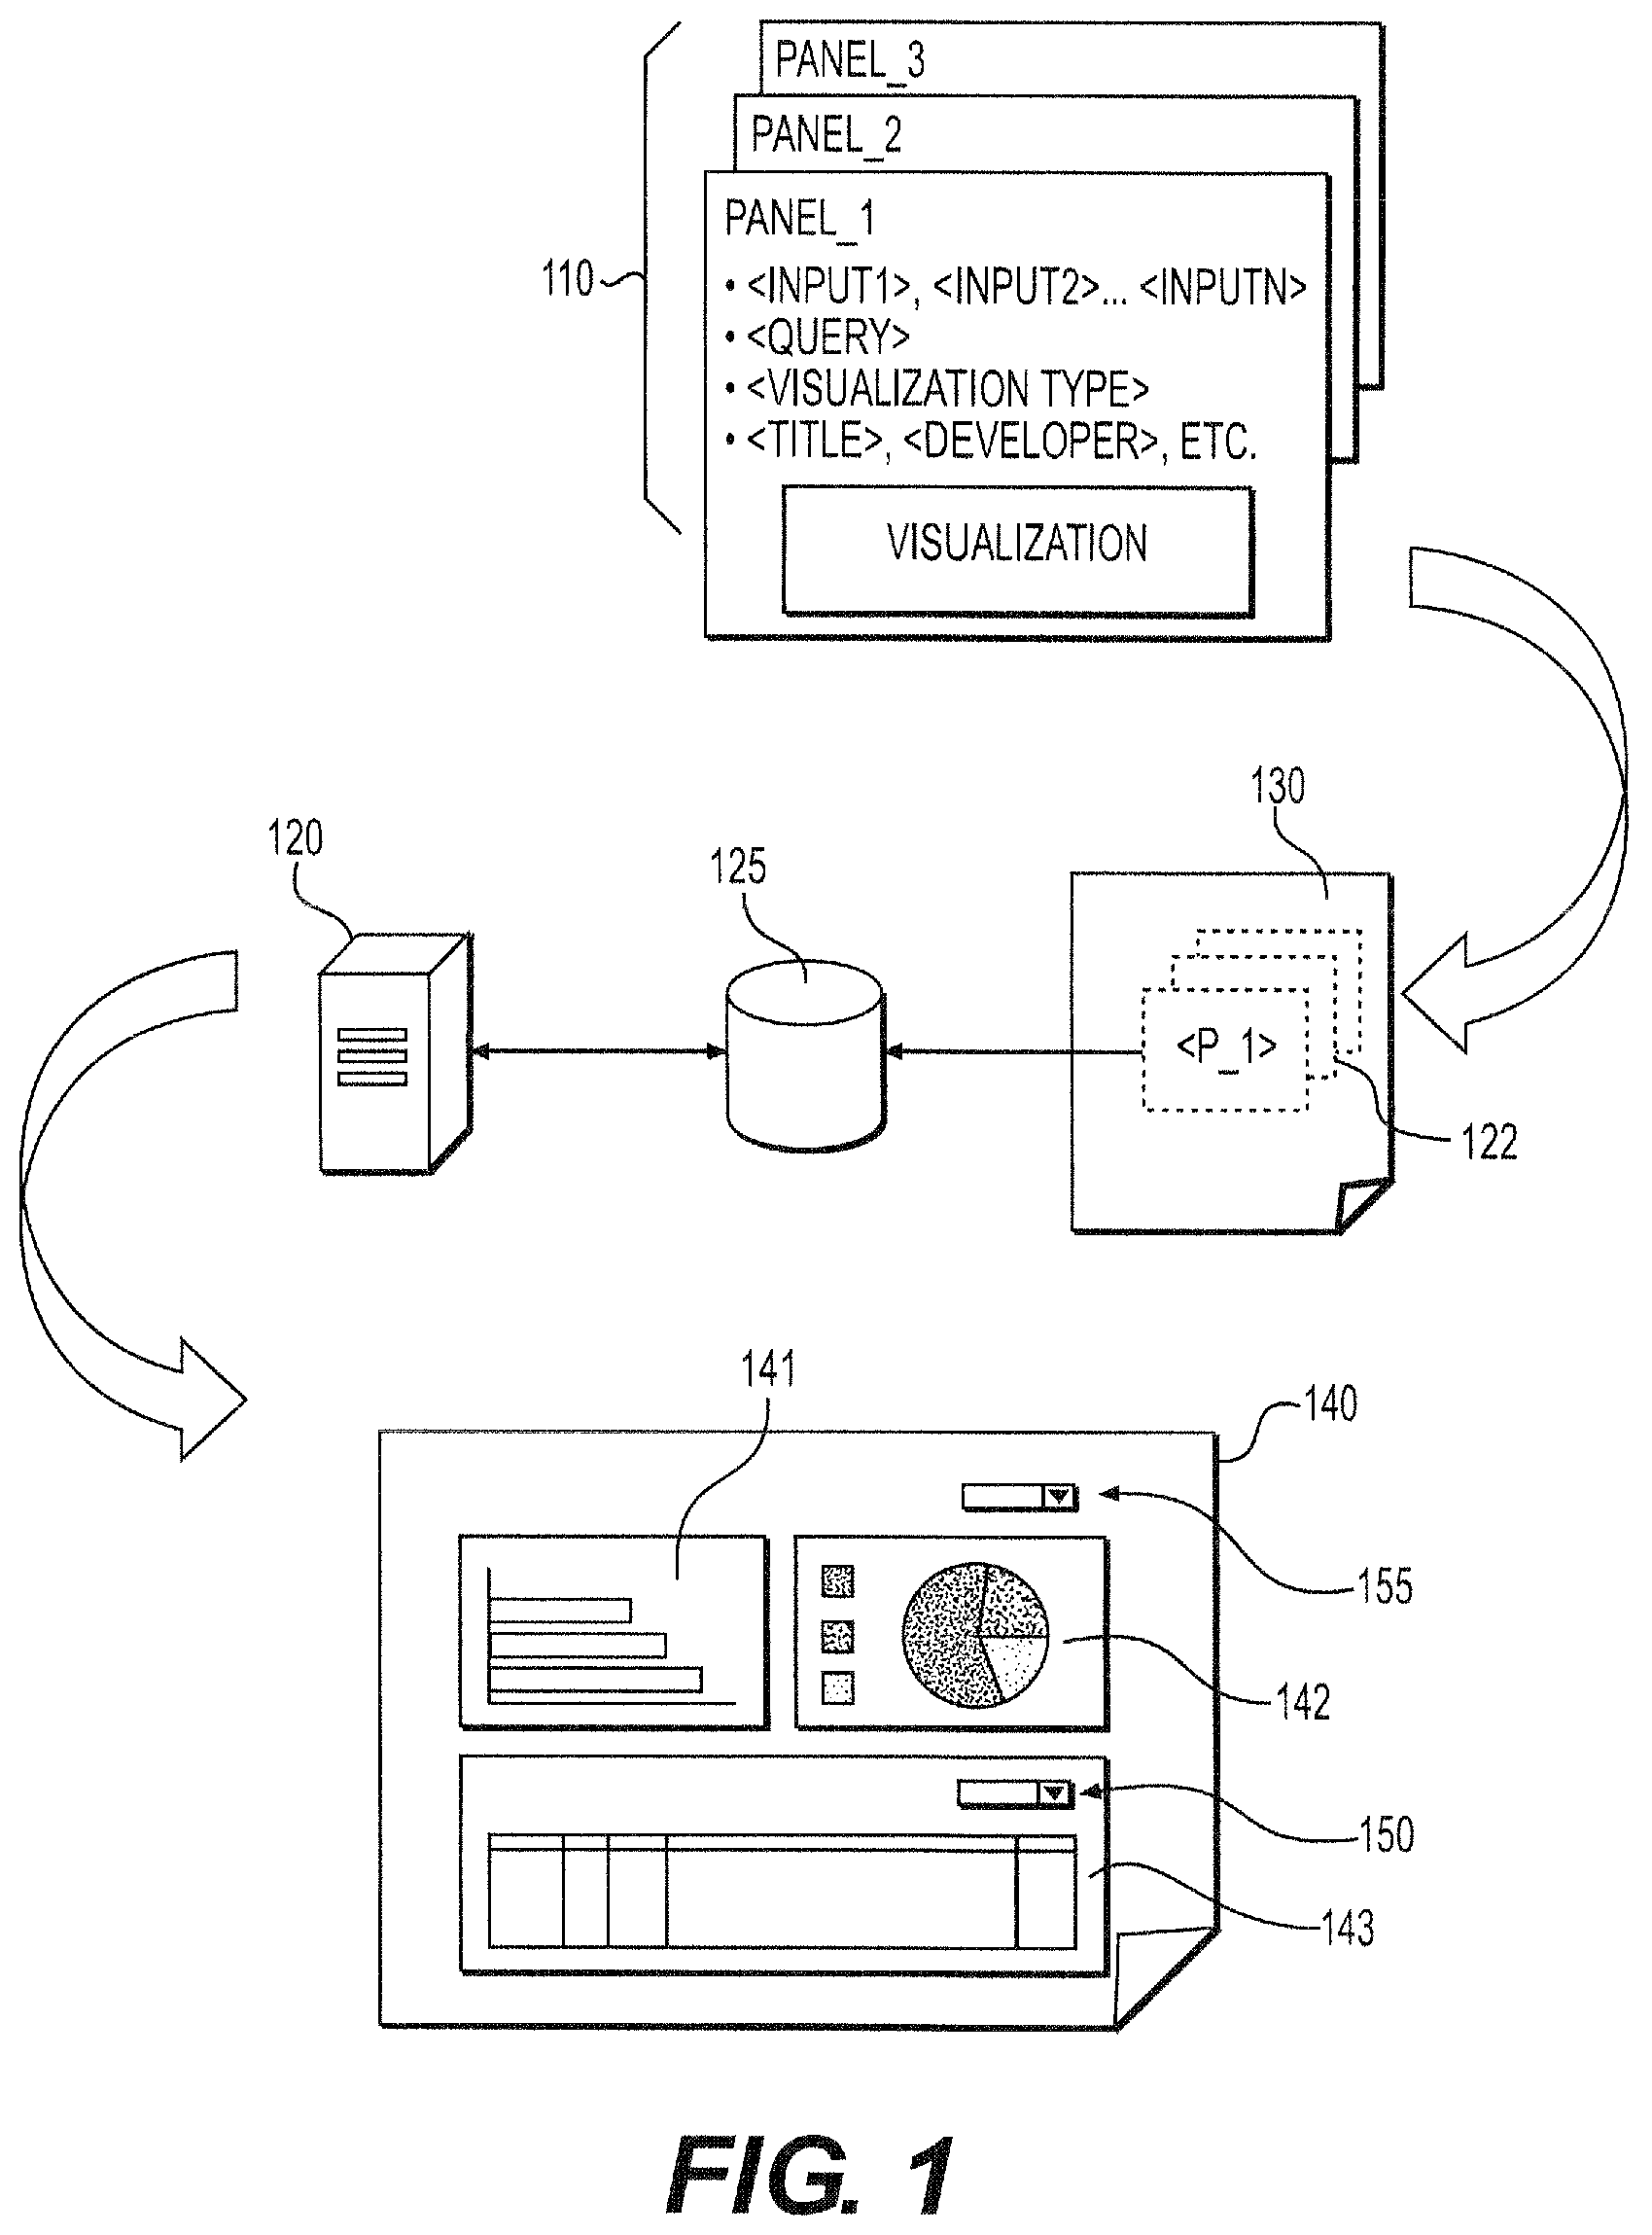 PANEL_3
PANEL_2
PANEL_1
110
• <INPUT1>, <INPUT2>... <INPUTN>
• <QUERY>
• <VISUALIZATION TYPE>
• <TITLE>, <DEVELOPER>, ETC.
VISUALIZATION
130
120
125
<P_1>
122
141
140
155
142
150
143
FIG. 1